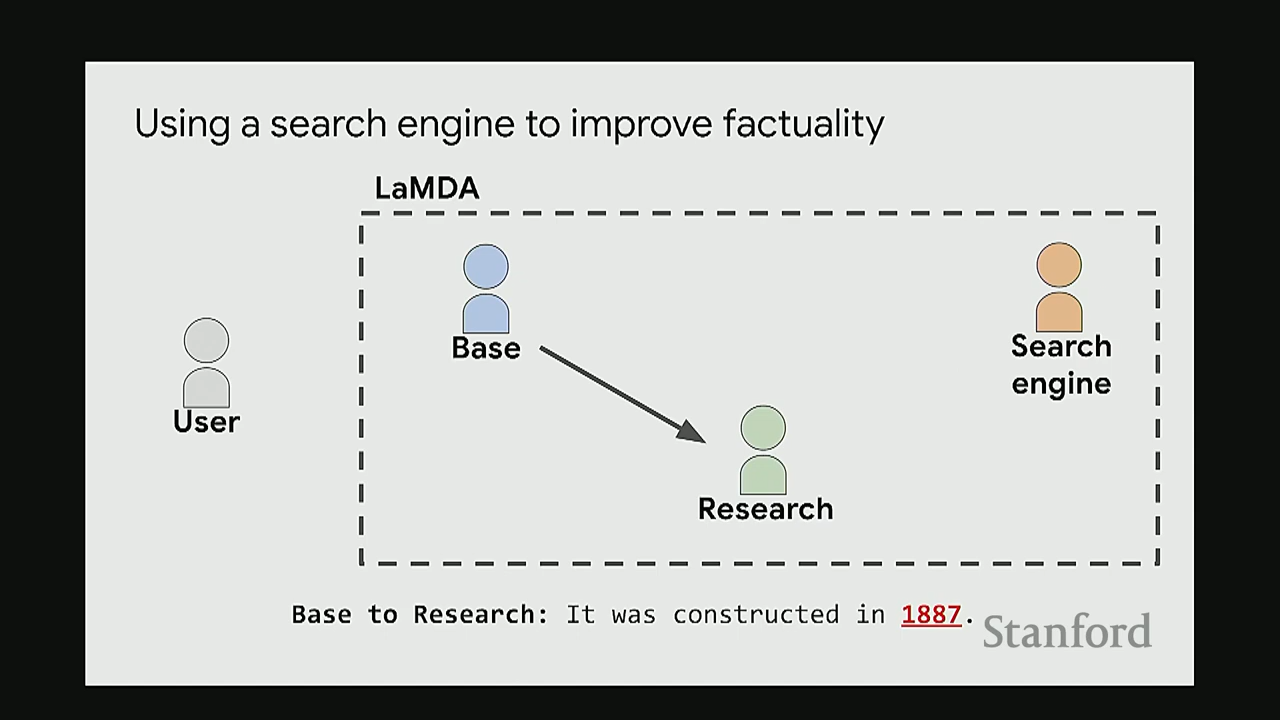 Using a search engine to improve factuality
LaMDA
Base
Search
engine
User
Research
Base to Research: It was constructed in 1887.
Stanford